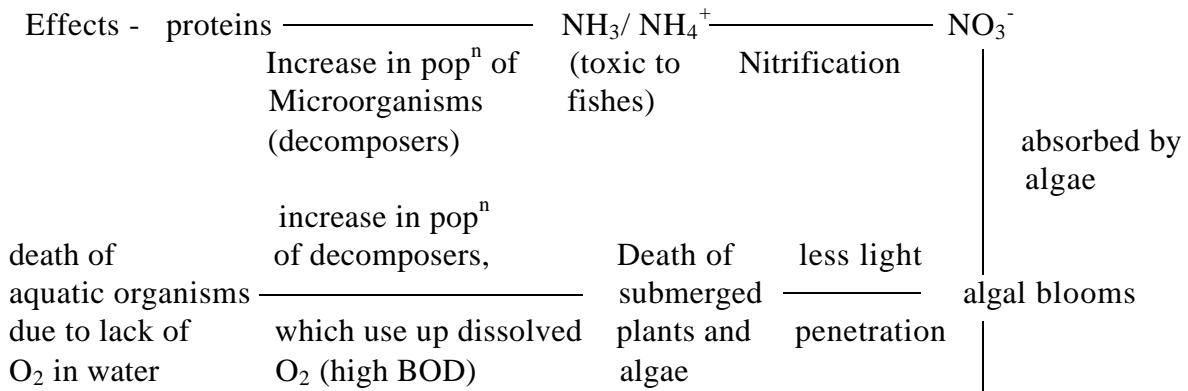 Effects - proteins NH₃/ NH₄⁺ NO₃⁻
Increase in popⁿ of (toxic to Nitrification
Microorganisms fishes)
(decomposers) absorbed by
algae
increase in popⁿ
death of of decomposers, Death of less light
aquatic organisms submerged algal blooms
due to lack of which use up dissolved plants and penetration
O₂ in water O₂ (high BOD) algae